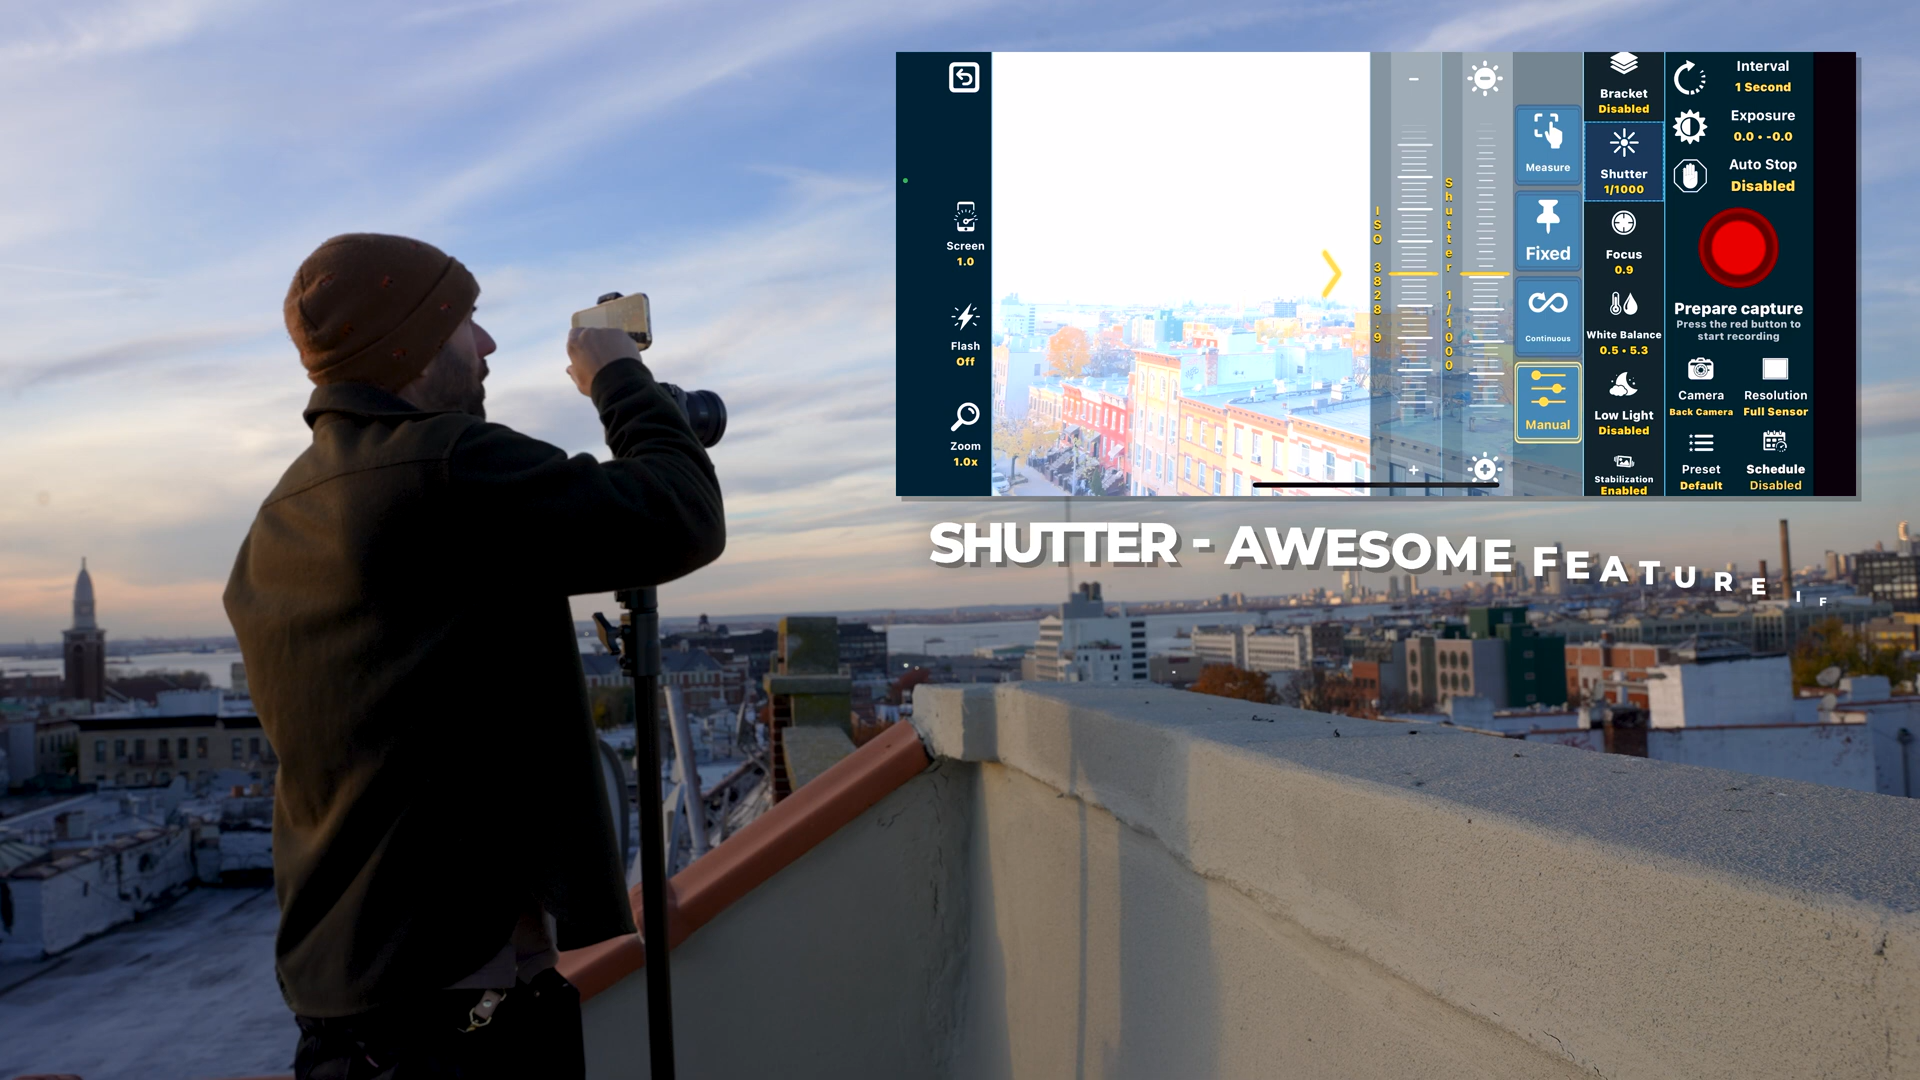 Screen
1.0
Flash
Off
Zoom
1.0x
-
+
ISO 3828.9
Shutter 1/1000
Measure
Fixed
Continuous
Manual
Bracket
Disabled
Shutter
1/1000
Focus
0.9
White Balance
0.5 • 5.3
Low Light
Disabled
Stabilization
Enabled
Interval
1 Second
Exposure
0.0 • -0.0
Auto Stop
Disabled
Prepare capture
Press the red button to
start recording
Camera
Back Camera
Resolution
Full Sensor
Preset
Default
Schedule
Disabled
SHUTTER - AWESOME FEATURE IF